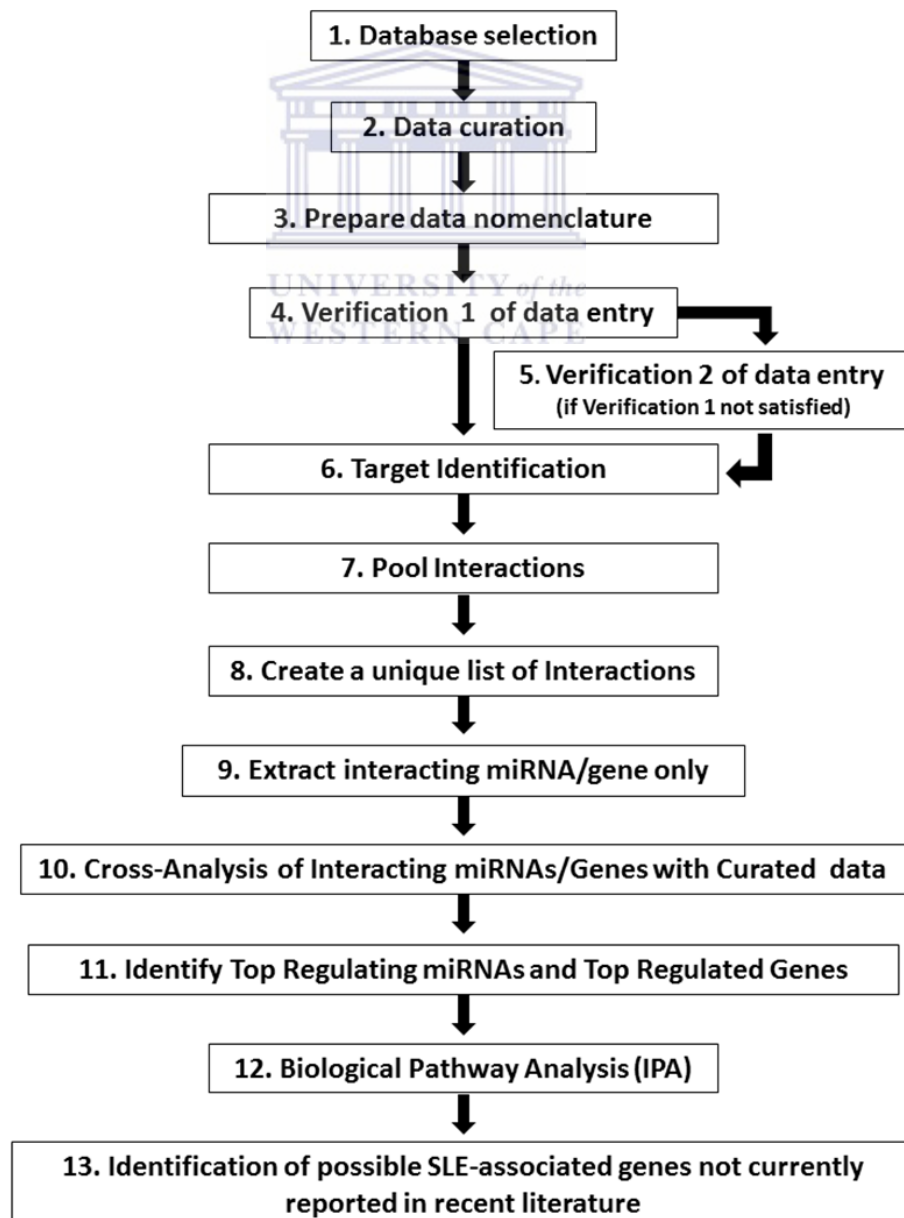 1. Database selection
2. Data curation
3. Prepare data nomenclature
UNIVERSITY of the
WESTERN CAPE
4. Verification 1 of data entry
5. Verification 2 of data entry
(if Verification 1 not satisfied)
6. Target Identification
7. Pool Interactions
8. Create a unique list of Interactions
9. Extract interacting miRNA/gene only
10. Cross-Analysis of Interacting miRNAs/Genes with Curated data
11. Identify Top Regulating miRNAs and Top Regulated Genes
12. Biological Pathway Analysis (IPA)
13. Identification of possible SLE-associated genes not currently
reported in recent literature